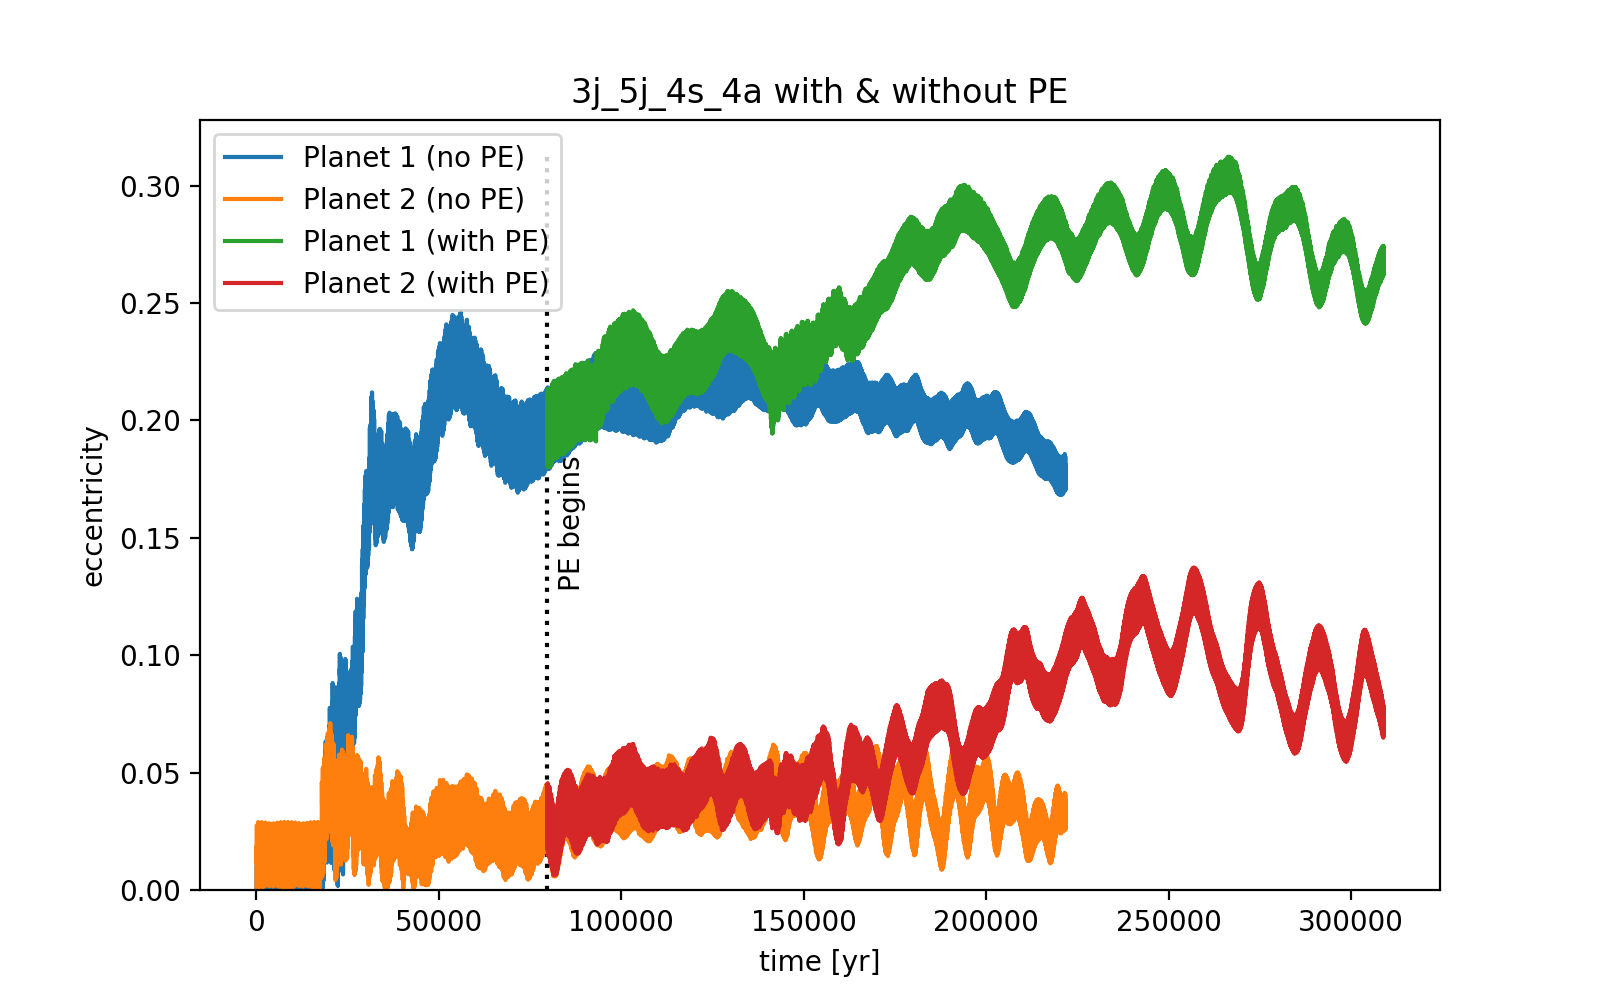 3j_5j_4s_4a with & without PE
Planet 1 (no PE)
Planet 2 (no PE)
Planet 1 (with PE)
Planet 2 (with PE)
PE begins
eccentricity
0.30
0.25
0.20
0.15
0.10
0.05
0.00
0
50000
100000
150000
200000
250000
300000
time [yr]